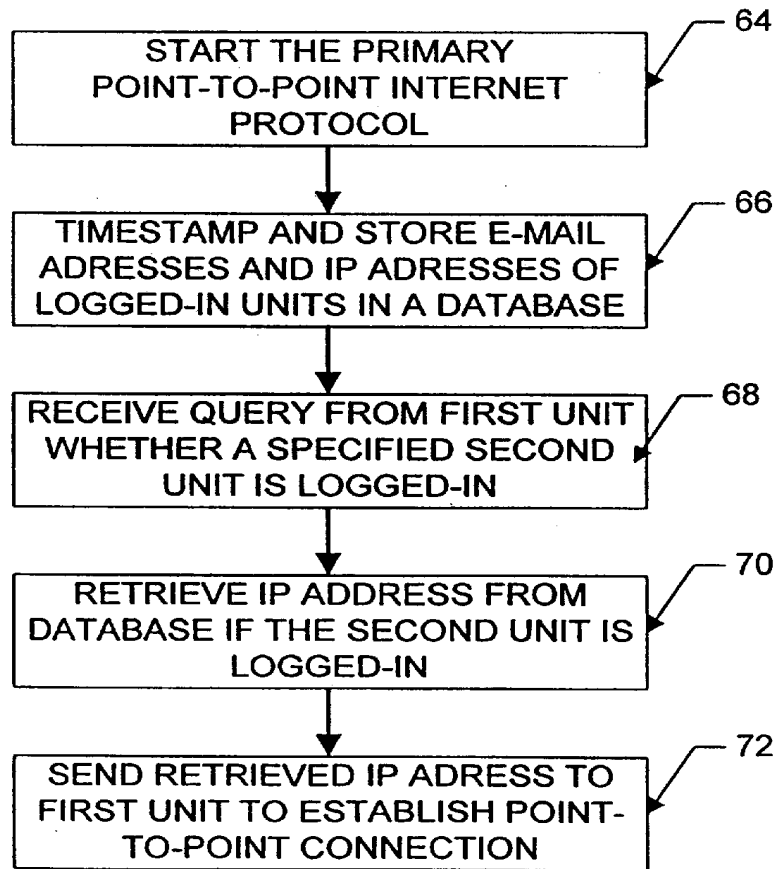 64
START THE PRIMARY
POINT-TO-POINT INTERNET
PROTOCOL
66
TIMESTAMP AND STORE E-MAIL
ADRESSES AND IP ADRESSES OF
LOGGED-IN UNITS IN A DATABASE
68
RECEIVE QUERY FROM FIRST UNIT
WHETHER A SPECIFIED SECOND
UNIT IS LOGGED-IN
70
RETRIEVE IP ADDRESS FROM
DATABASE IF THE SECOND UNIT IS
LOGGED-IN
72
SEND RETRIEVED IP ADRESS TO
FIRST UNIT TO ESTABLISH POINT-
TO-POINT CONNECTION